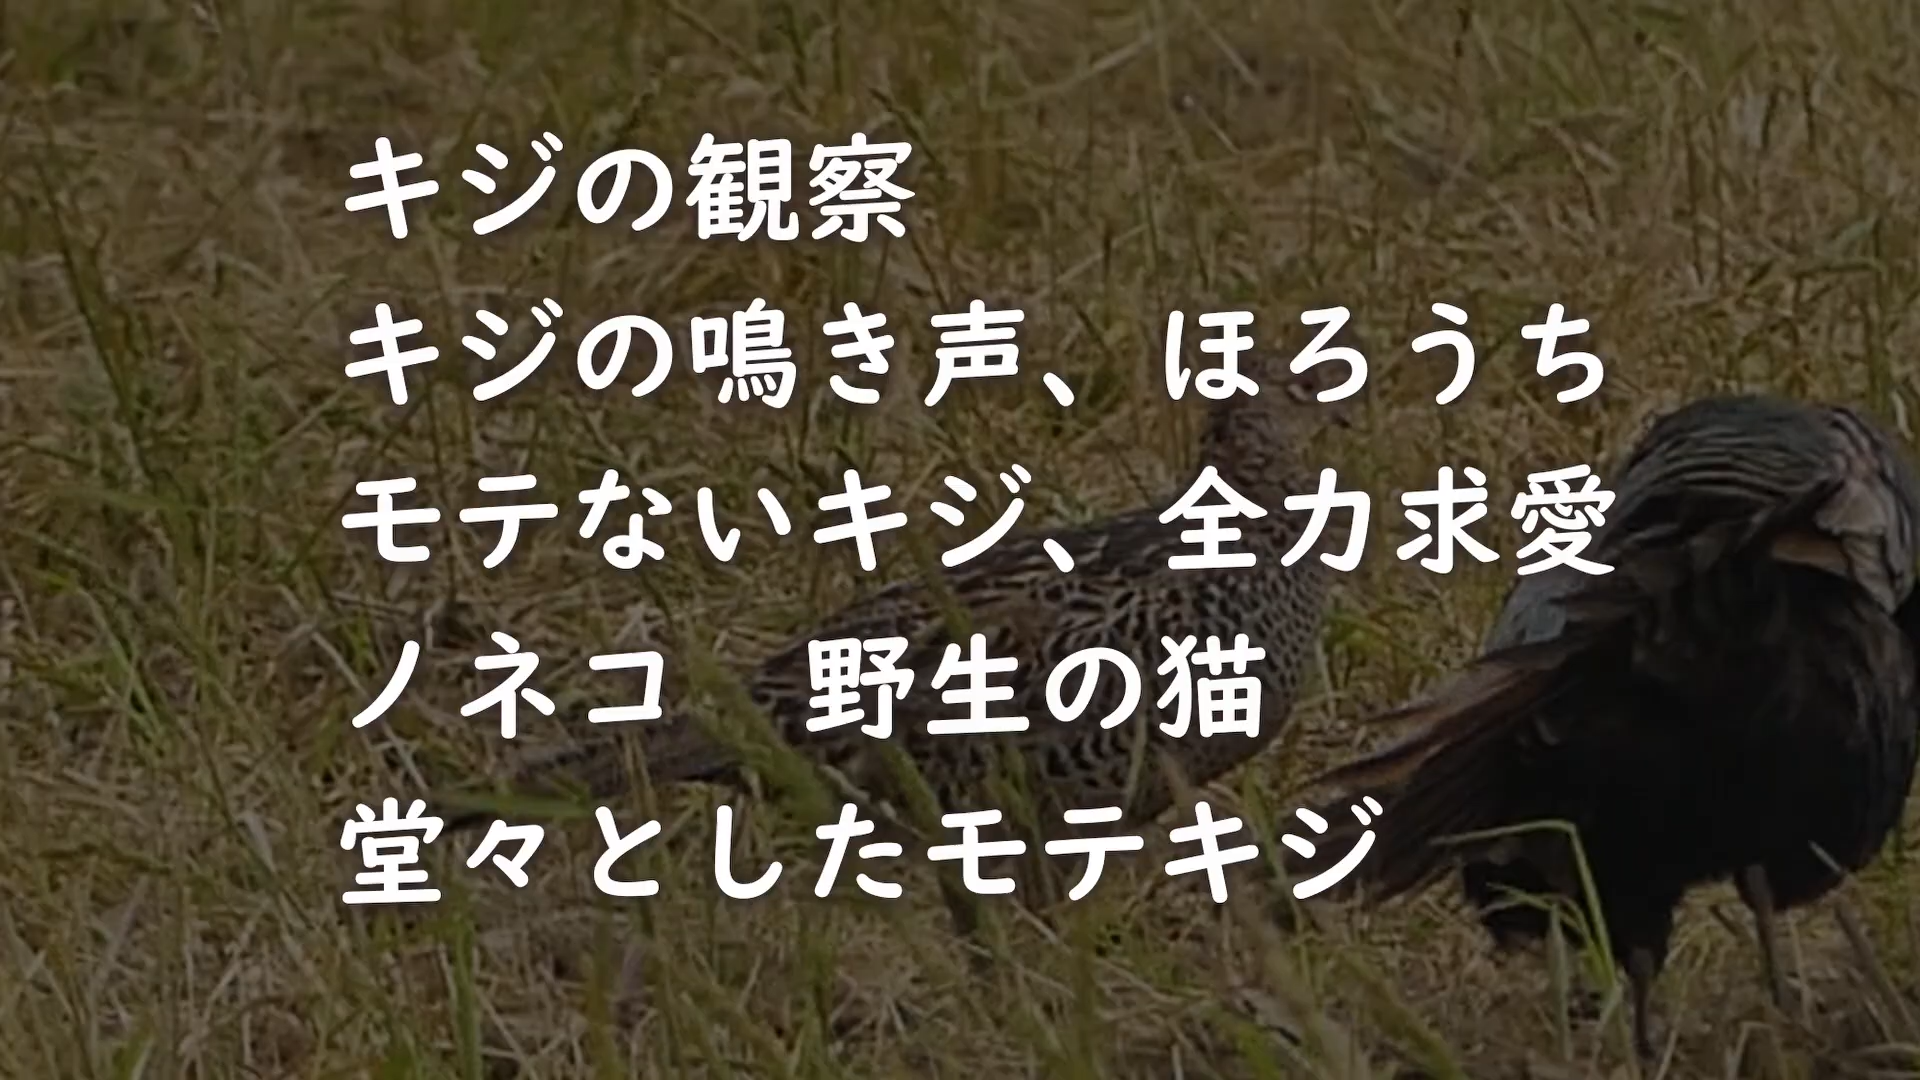 キジの観察
キジの鳴き声、ほろうち
モテないキジ、全力求愛
ノネコ　野生の猫
堂々としたモテキジ